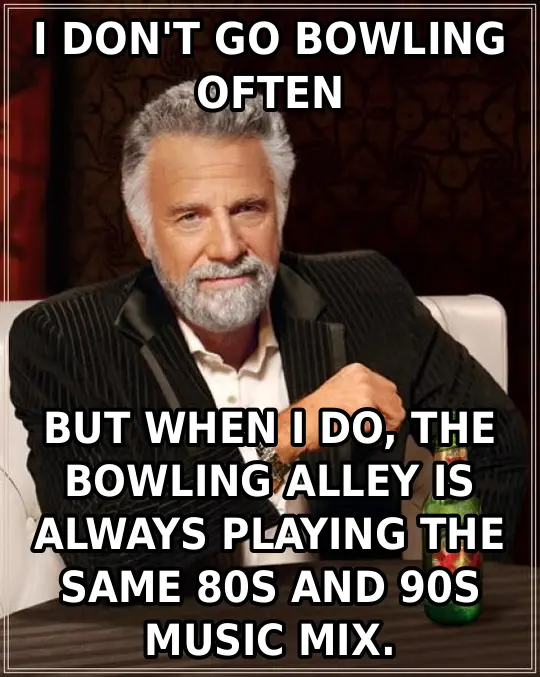 I DON'T GO BOWLING
OFTEN
BUT WHEN I DO, THE
BOWLING ALLEY IS
ALWAYS PLAYING THE
SAME 80S AND 90S
MUSIC MIX.